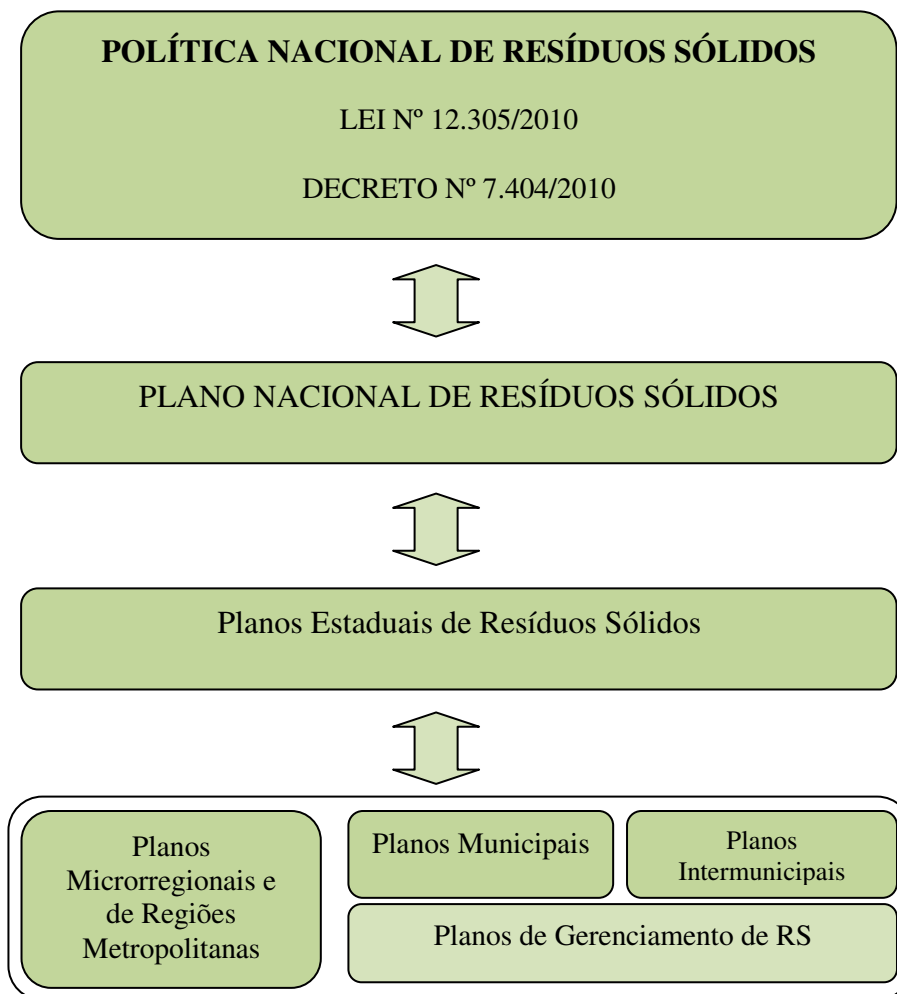 POLÍTICA NACIONAL DE RESÍDUOS SÓLIDOS
LEI Nº 12.305/2010
DECRETO Nº 7.404/2010
PLANO NACIONAL DE RESÍDUOS SÓLIDOS
Planos Estaduais de Resíduos Sólidos
Planos
Microrregionais e
de Regiões
Metropolitanas
Planos Municipais
Planos
Intermunicipais
Planos de Gerenciamento de RS